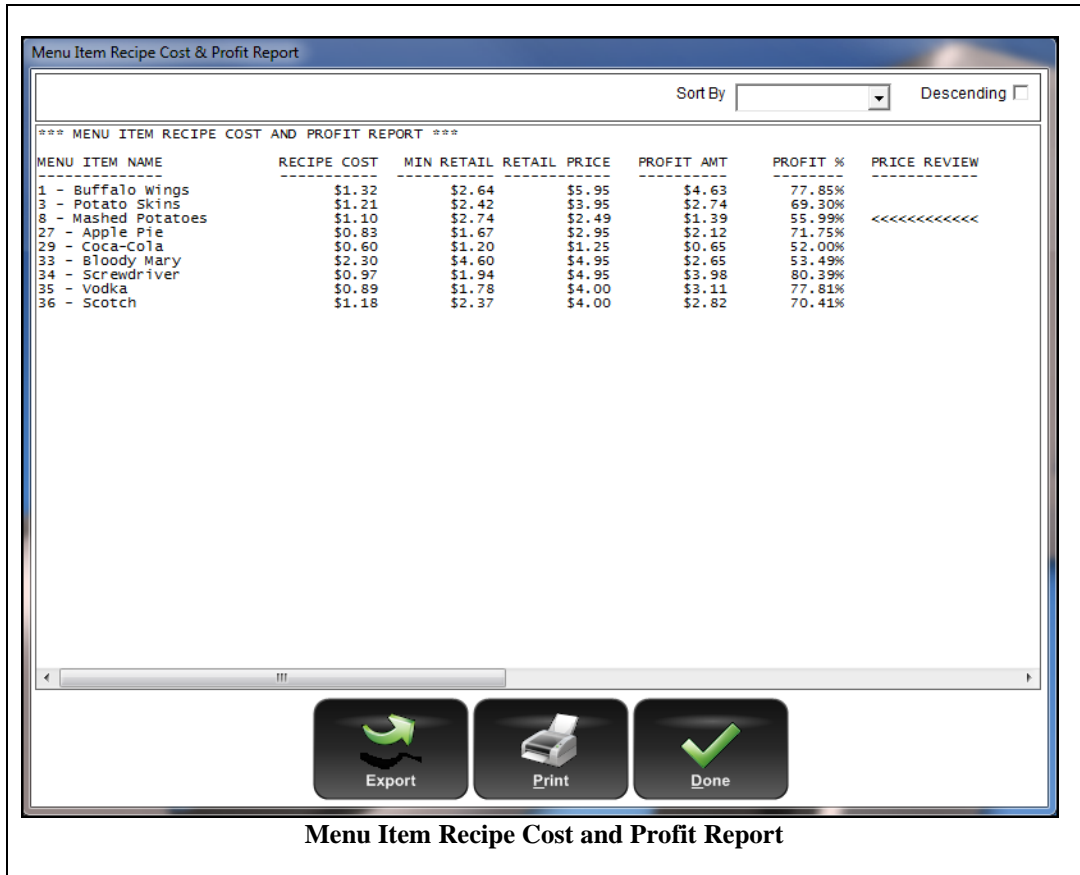 Menu Item Recipe Cost & Profit Report
Sort By Descending
*** MENU ITEM RECIPE COST AND PROFIT REPORT ***
MENU ITEM NAME RECIPE COST MIN RETAIL RETAIL PRICE PROFIT AMT PROFIT % PRICE REVIEW
-------------- ----------- ----------- ------------ ---------- -------- ------------
1 - Buffalo Wings $1.32 $2.64 $5.95 $4.63 77.85%
3 - Potato Skins $1.21 $2.42 $3.95 $2.74 69.30%
8 - Mashed Potatoes $1.10 $2.74 $2.49 $1.39 55.99% <<<<<<<<<<<<
27 - Apple Pie $0.83 $1.67 $2.95 $2.12 71.75%
29 - Coca-Cola $0.60 $1.20 $1.25 $0.65 52.00%
33 - Bloody Mary $2.30 $4.60 $4.95 $2.65 53.49%
34 - Screwdriver $0.97 $1.94 $4.95 $3.98 80.39%
35 - Vodka $0.89 $1.78 $4.00 $3.11 77.81%
36 - Scotch $1.18 $2.37 $4.00 $2.82 70.41%
Export Print Done
Menu Item Recipe Cost and Profit Report